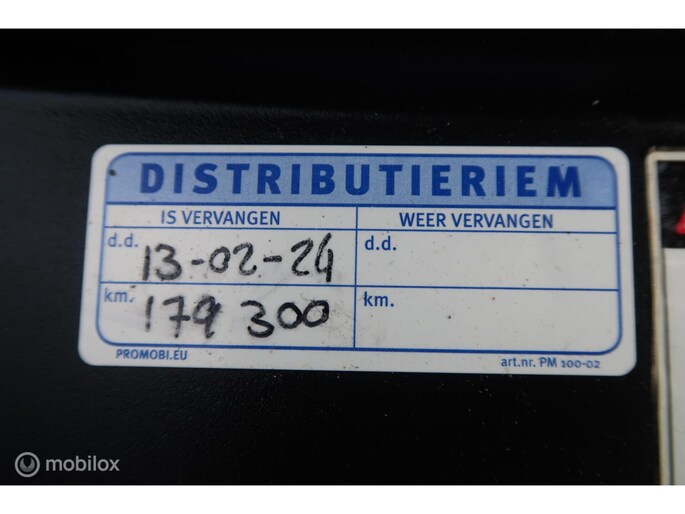 DISTRIBUTIERIEM
IS VERVANGEN WEER VERVANGEN
d.d. 13-02-24 d.d.
km. 179 300 km.
PROMOBI.EU art.nr. PM 100-02
mobilox